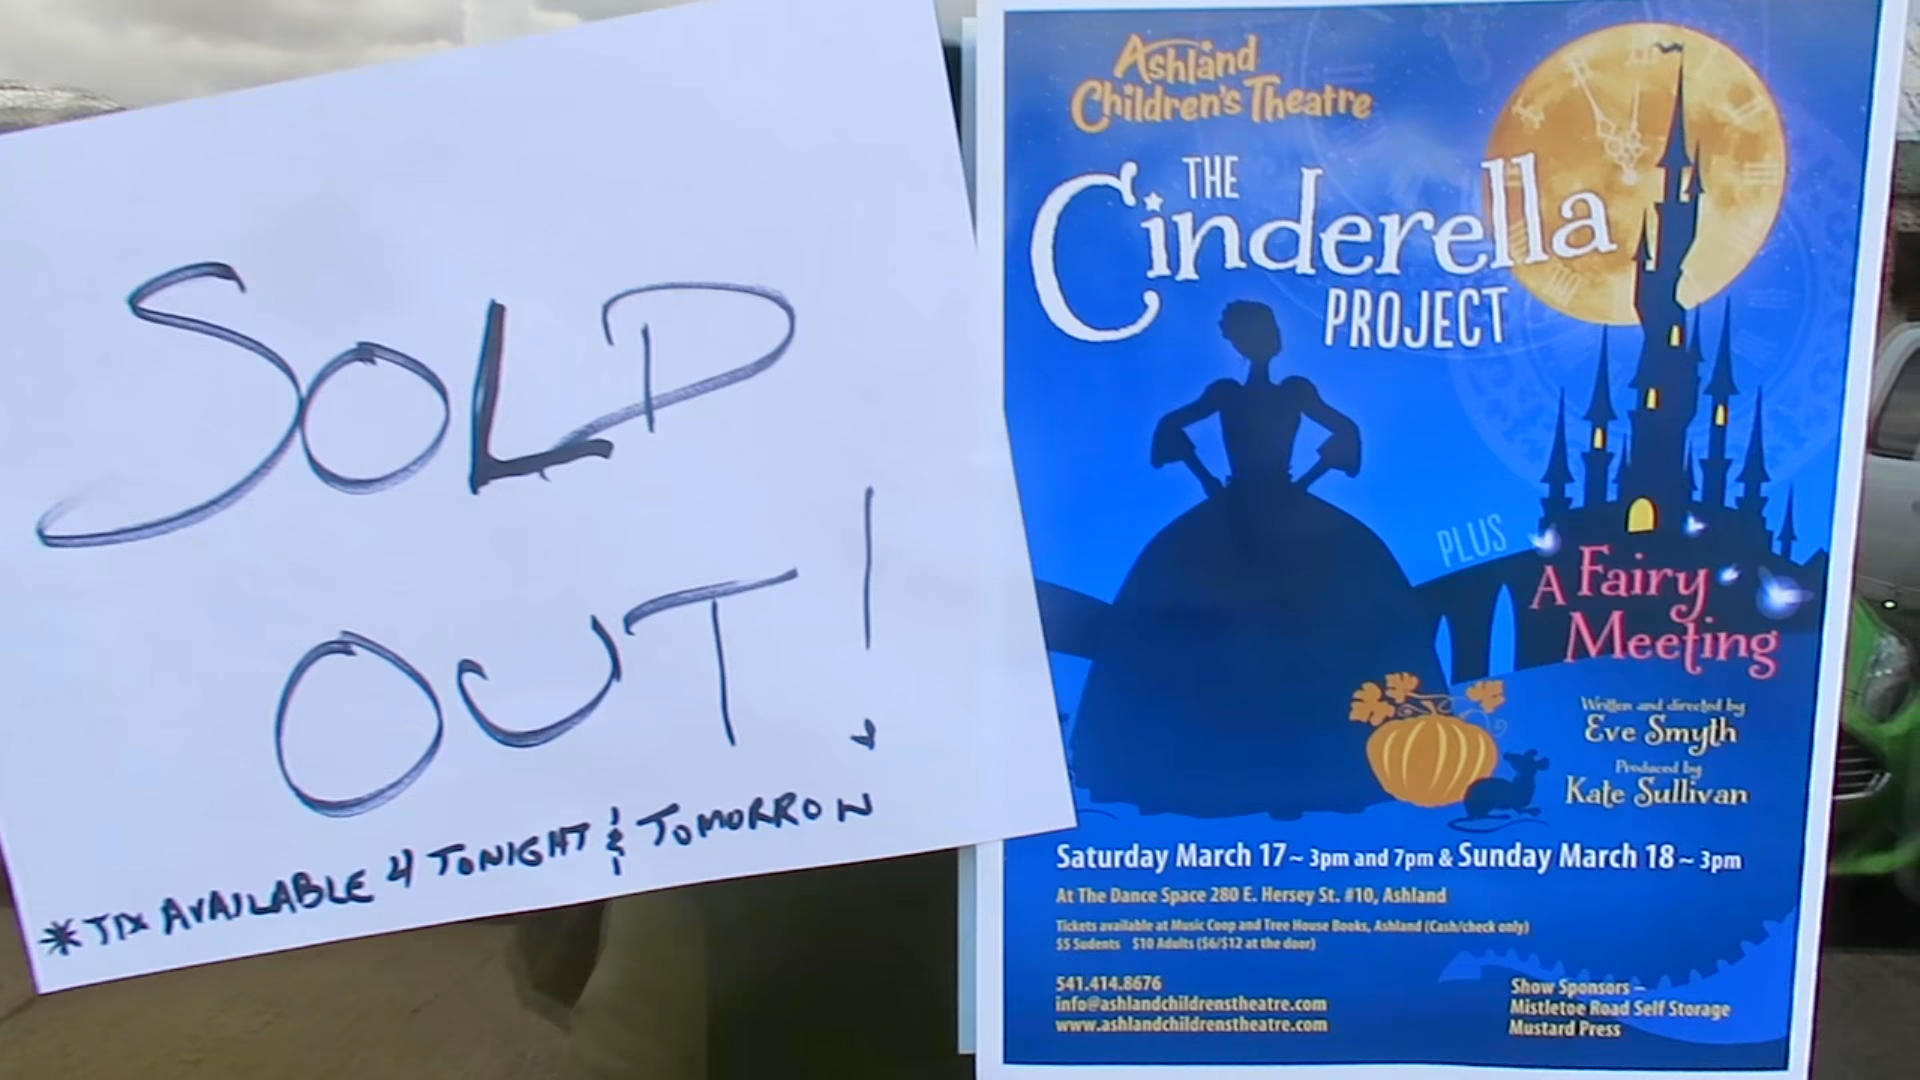 SOLD
OUT!
*TIX AVAILABLE 4 TONIGHT & TOMORROW
Ashland
Children's Theatre
THE
Cinderella
PROJECT
PLUS
A Fairy
Meeting
Written and directed by
Eve Smyth
Produced by
Kate Sullivan
Saturday March 17 ~ 3pm and 7pm & Sunday March 18 ~ 3pm
At The Dance Space 280 E. Hersey St. #10, Ashland
Tickets available at Music Coop and Tree House Books, Ashland (Cash/check only)
$5 Sudents $10 Adults ($6/$12 at the door)
541.414.8676
info@ashlandchildrenstheatre.com
www.ashlandchildrenstheatre.com
Show Sponsors –
Mistletoe Road Self Storage
Mustard Press